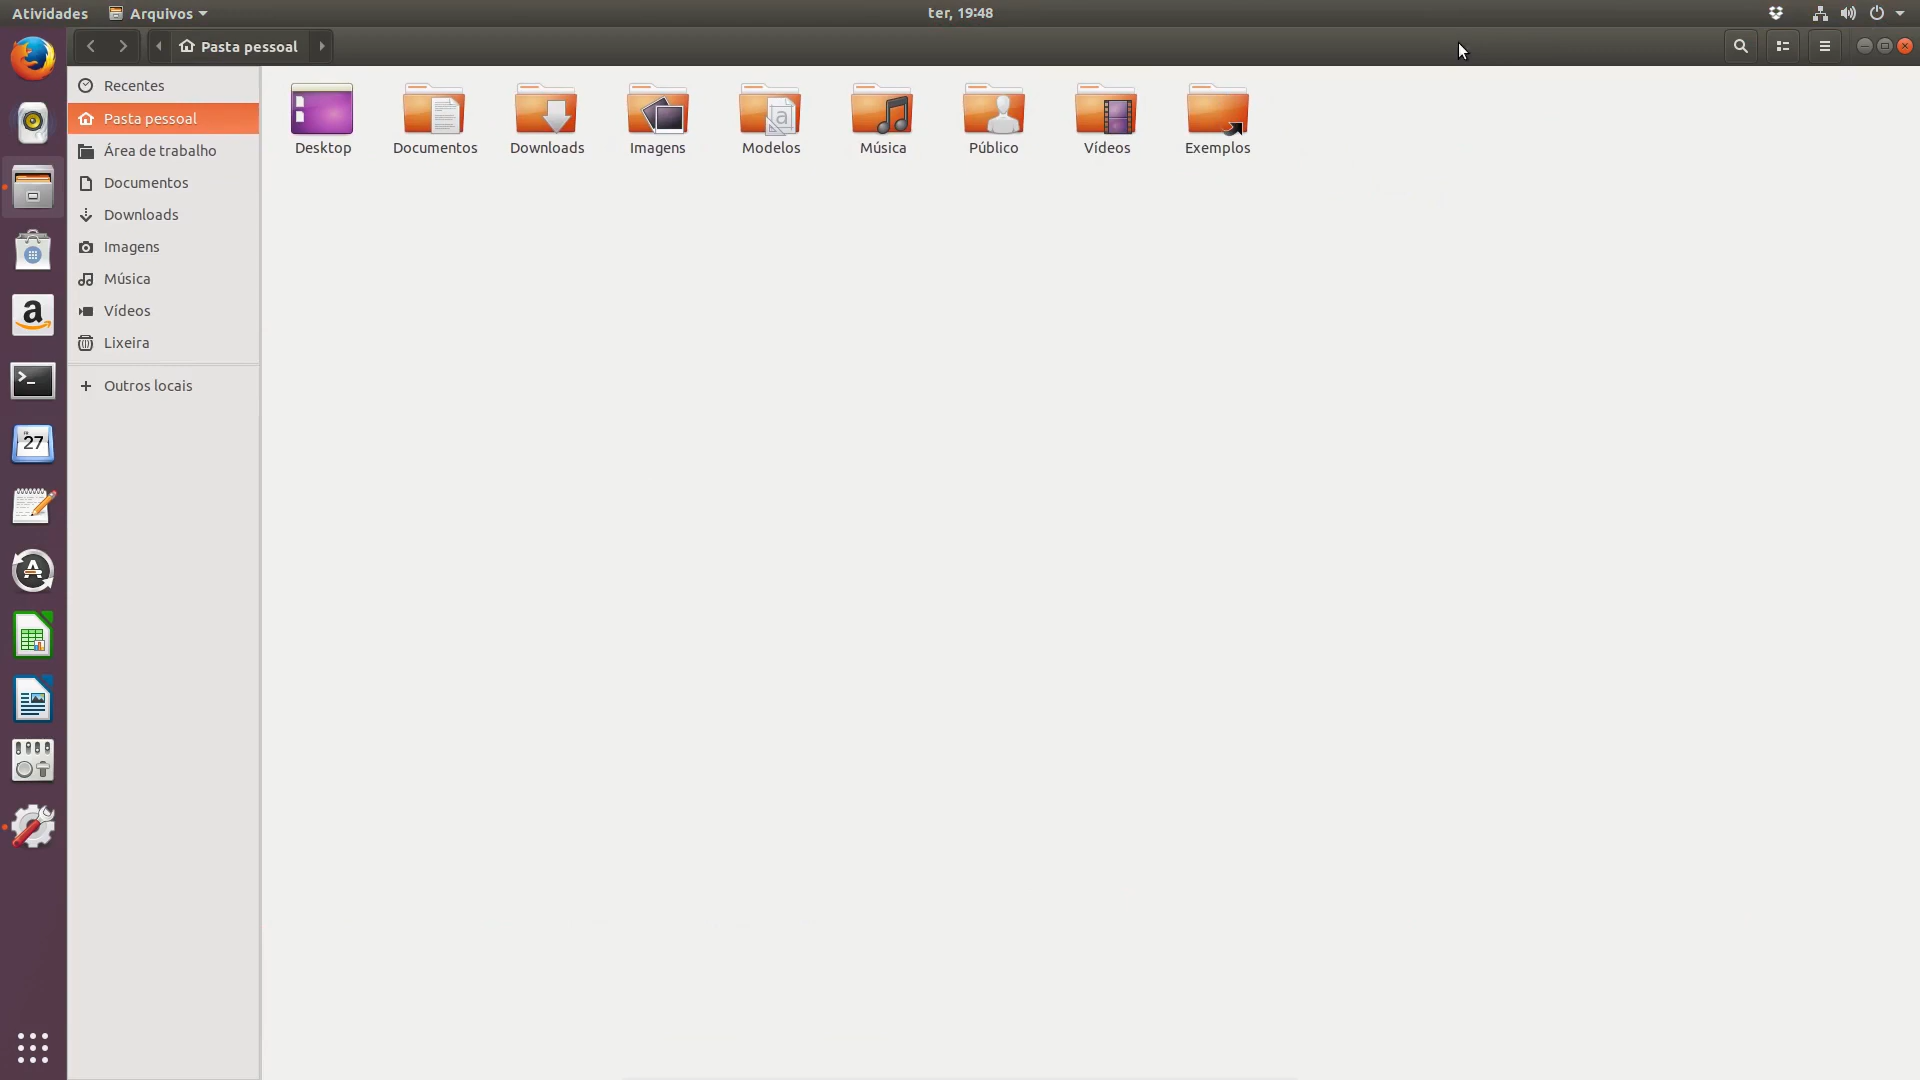 Atividades Arquivos ter, 19:48
Pasta pessoal
Recentes
Pasta pessoal
Área de trabalho
Documentos
Downloads
Imagens
Música
Vídeos
Lixeira
Outros locais
Desktop Documentos Downloads Imagens Modelos Música Público Vídeos Exemplos
a
>_
27
A
a